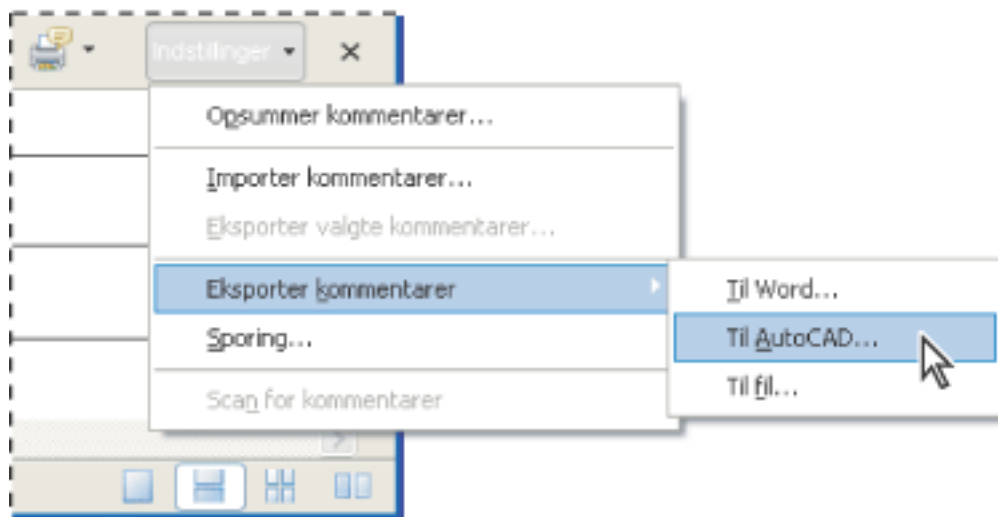 Indstillinger
Opsummer kommentarer...
Importer kommentarer...
Eksporter valgte kommentarer...
Eksporter kommentarer
Til Word...
Sporing...
Til AutoCAD...
Til fil...
Scan for kommentarer